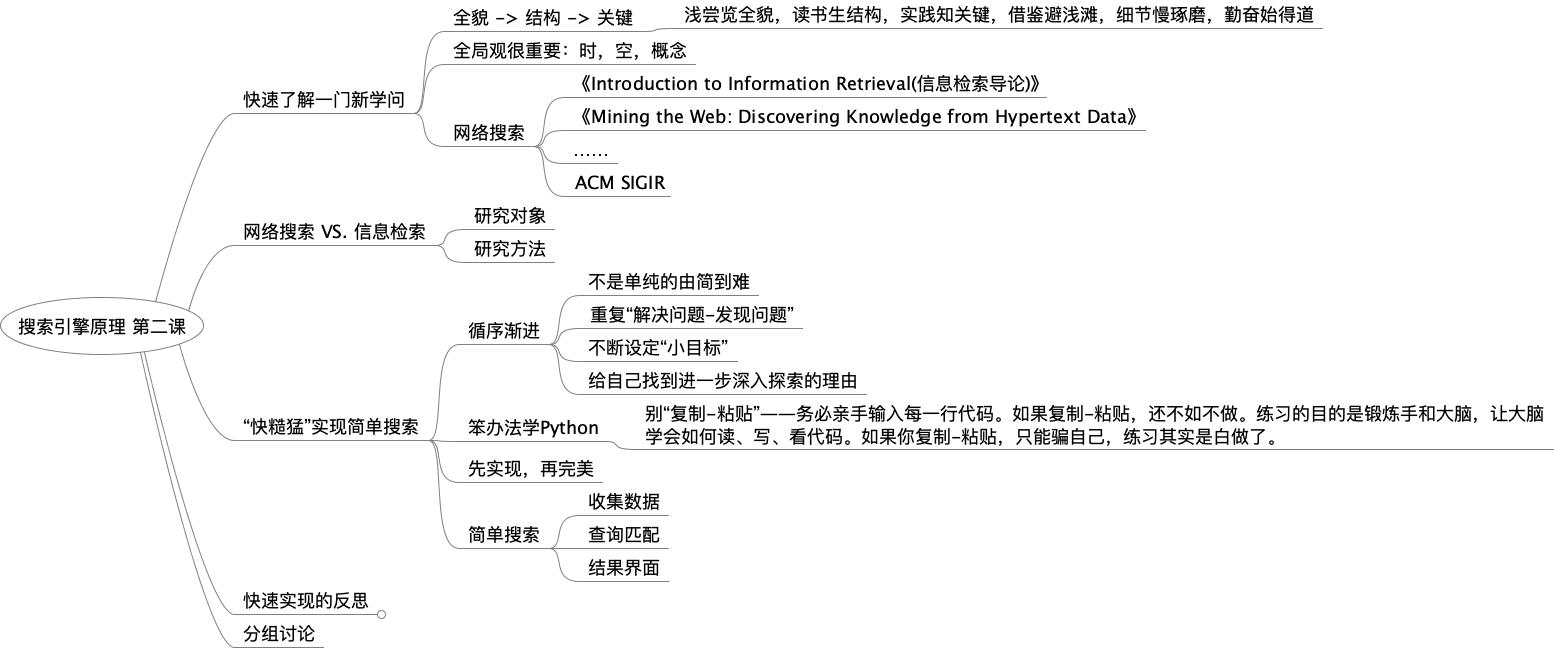 搜索引擎原理 第二课
快速了解一门新学问
全貌 -> 结构 -> 关键
浅尝览全貌，读书生结构，实践知关键，借鉴避浅滩，细节慢琢磨，勤奋始得道
全局观很重要：时，空，概念
网络搜索
《Introduction to Information Retrieval(信息检索导论)》
《Mining the Web: Discovering Knowledge from Hypertext Data》
……
ACM SIGIR
网络搜索 VS. 信息检索
研究对象
研究方法
“快糙猛”实现简单搜索
循序渐进
不是单纯的由简到难
重复“解决问题-发现问题”
不断设定“小目标”
给自己找到进一步深入探索的理由
笨办法学Python
别“复制-粘贴”——务必亲手输入每一行代码。如果复制-粘贴，还不如不做。练习的目的是锻炼手和大脑，让大脑
学会如何读、写、看代码。如果你复制-粘贴，只能骗自己，练习其实是白做了。
先实现，再完美
简单搜索
收集数据
查询匹配
结果界面
快速实现的反思
分组讨论